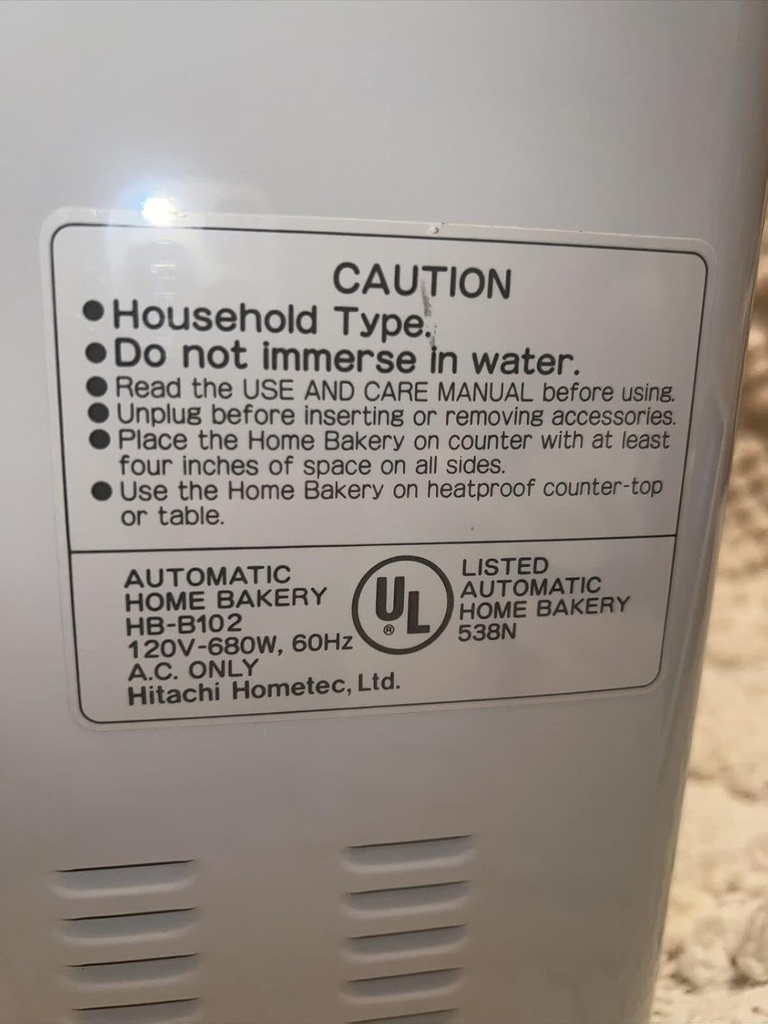 CAUTION
● Household Type.
● Do not immerse in water.
● Read the USE AND CARE MANUAL before using.
● Unplug before inserting or removing accessories.
● Place the Home Bakery on counter with at least
four inches of space on all sides.
● Use the Home Bakery on heatproof counter-top
or table.
AUTOMATIC
HOME BAKERY
HB-B102
120V-680W, 60Hz
A.C. ONLY
Hitachi Hometec, Ltd.
UL ®
LISTED
AUTOMATIC
HOME BAKERY
538N